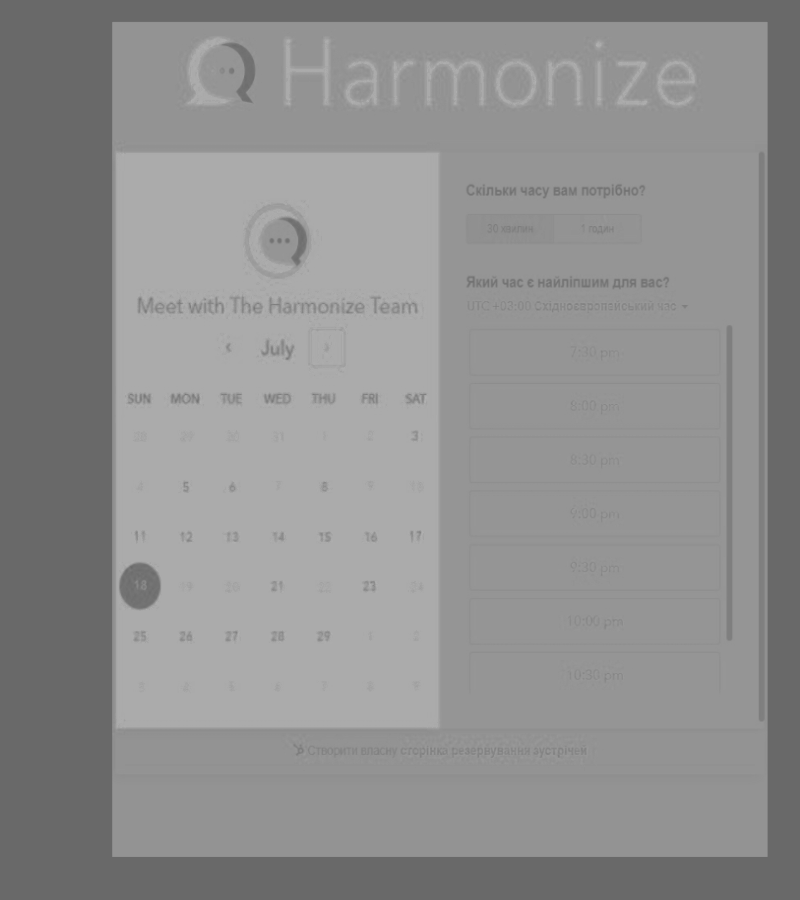 Harmonize
Meet with The Harmonize Team
‹ July ›
SUN MON TUE WED THU FRI SAT
28 29 30 31 1 2 3
4 5 6 7 8 9 10
11 12 13 14 15 16 17
18 19 20 21 22 23 24
25 26 27 28 29 1 2
3 4 5 6 7 8 9
Скільки часу вам потрібно?
30 хвилин 1 годин
Який час є найліпшим для вас?
UTC +03:00 Східноєвропейський час
7:30 pm
8:00 pm
8:30 pm
9:00 pm
9:30 pm
10:00 pm
10:30 pm
Створити власну сторінка резервування зустрічей